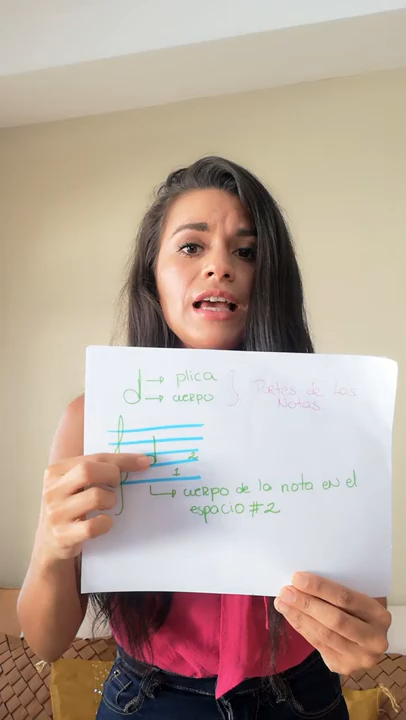 plica
cuerpo
Partes de las
Notas
2
1
cuerpo de la nota en el
espacio #2